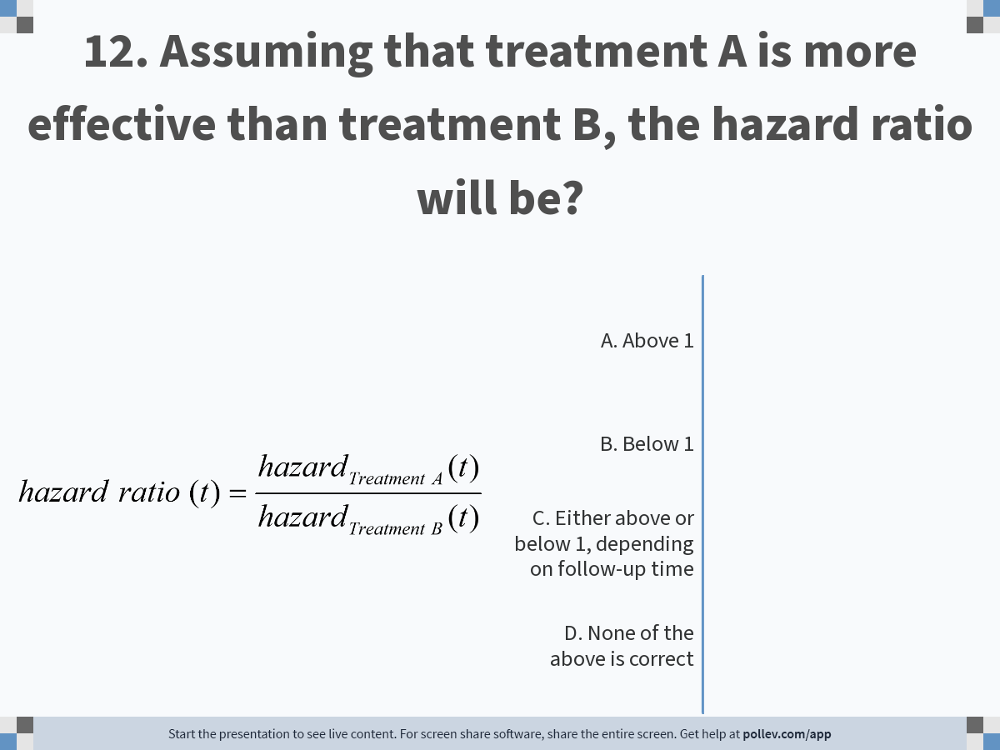 12. Assuming that treatment A is more
effective than treatment B, the hazard ratio
will be?
A. Above 1
B. Below 1
hazard ratio (t) = hazard Treatment A (t) / hazard Treatment B (t)
C. Either above or
below 1, depending
on follow-up time
D. None of the
above is correct
Start the presentation to see live content. For screen share software, share the entire screen. Get help at pollev.com/app